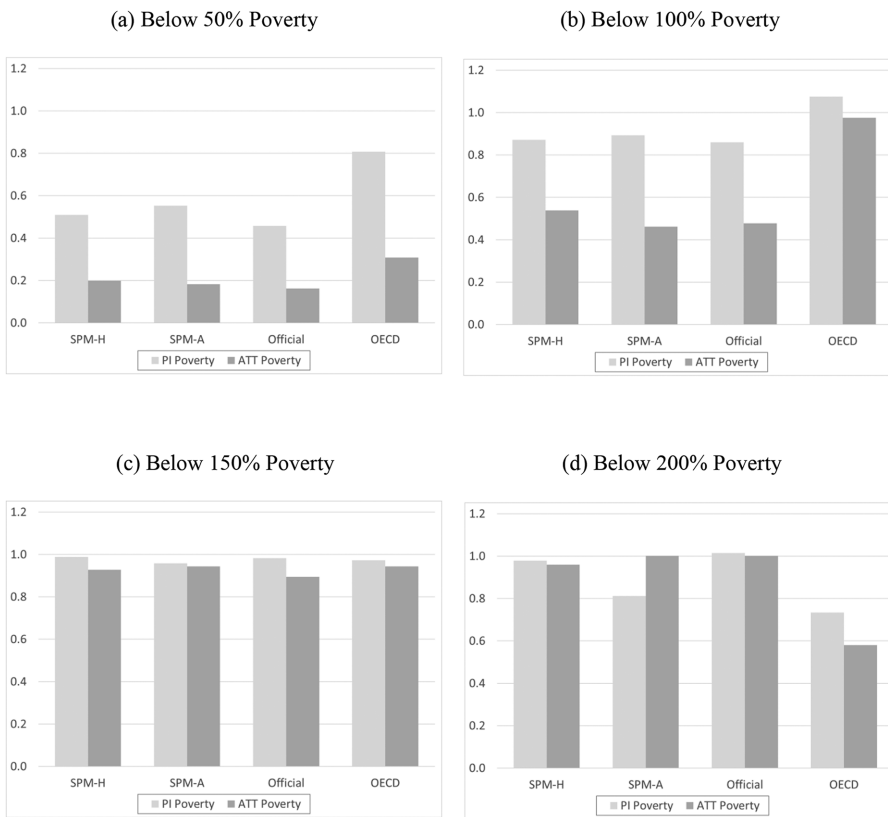 (a) Below 50% Poverty
1.2
1.0
0.8
0.6
0.4
0.2
0.0
SPM-H SPM-A Official OECD
PI Poverty ATT Poverty
(b) Below 100% Poverty
1.2
1.0
0.8
0.6
0.4
0.2
0.0
SPM-H SPM-A Official OECD
PI Poverty ATT Poverty
(c) Below 150% Poverty
1.2
1.0
0.8
0.6
0.4
0.2
0.0
SPM-H SPM-A Official OECD
PI Poverty ATT Poverty
(d) Below 200% Poverty
1.2
1.0
0.8
0.6
0.4
0.2
0.0
SPM-H SPM-A Official OECD
PI Poverty ATT Poverty